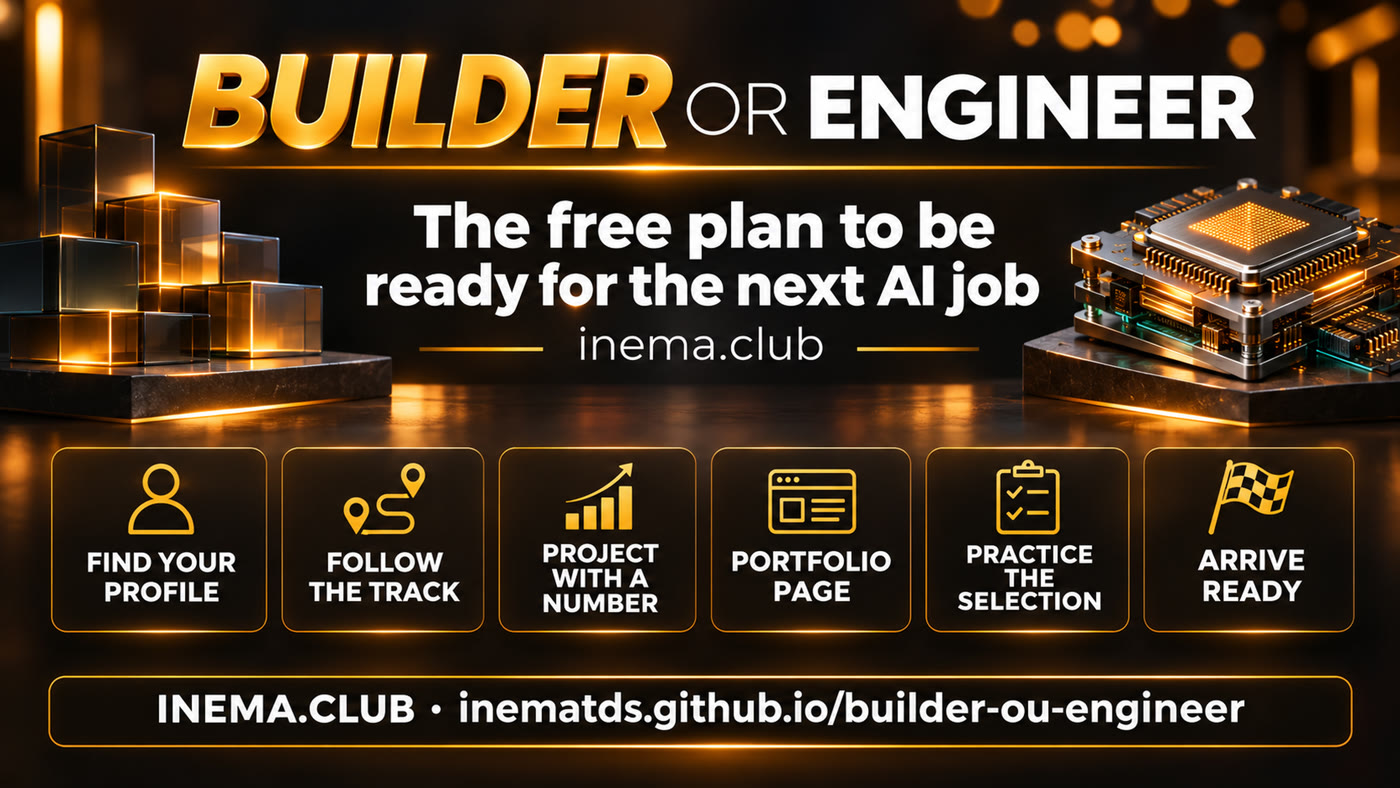 BUILDER OR ENGINEER
The free plan to be
ready for the next AI job
inema.club
FIND YOUR
PROFILE
FOLLOW
THE TRACK
PROJECT
WITH A
NUMBER
PORTFOLIO
PAGE
PRACTICE
THE
SELECTION
ARRIVE
READY
INEMA.CLUB • inematds.github.io/builder-ou-engineer